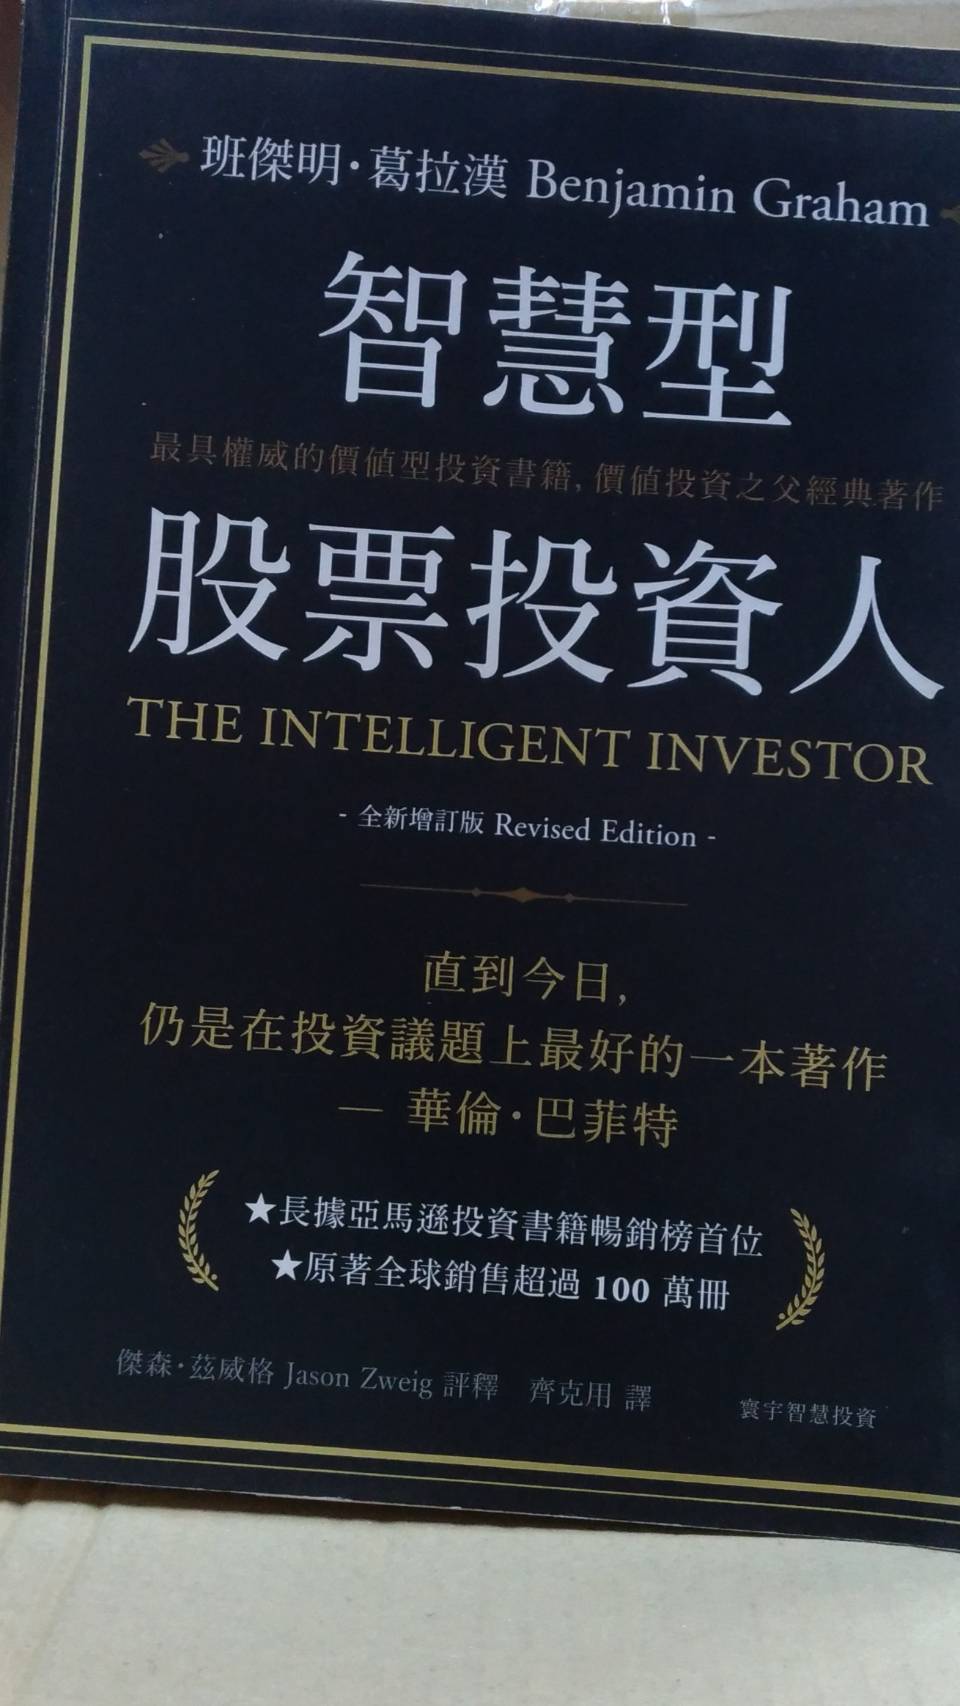 班傑明·葛拉漢 Benjamin Graham
智慧型
最具權威的價值型投資書籍, 價值投資之父經典著作
股票投資人
THE INTELLIGENT INVESTOR
- 全新增訂版 Revised Edition -
直到今日,
仍是在投資議題上最好的一本著作
— 華倫·巴菲特
★長據亞馬遜投資書籍暢銷榜首位
★原著全球銷售超過 100 萬冊
傑森·茲威格 Jason Zweig 評釋 齊克用 譯 寰宇智慧投資